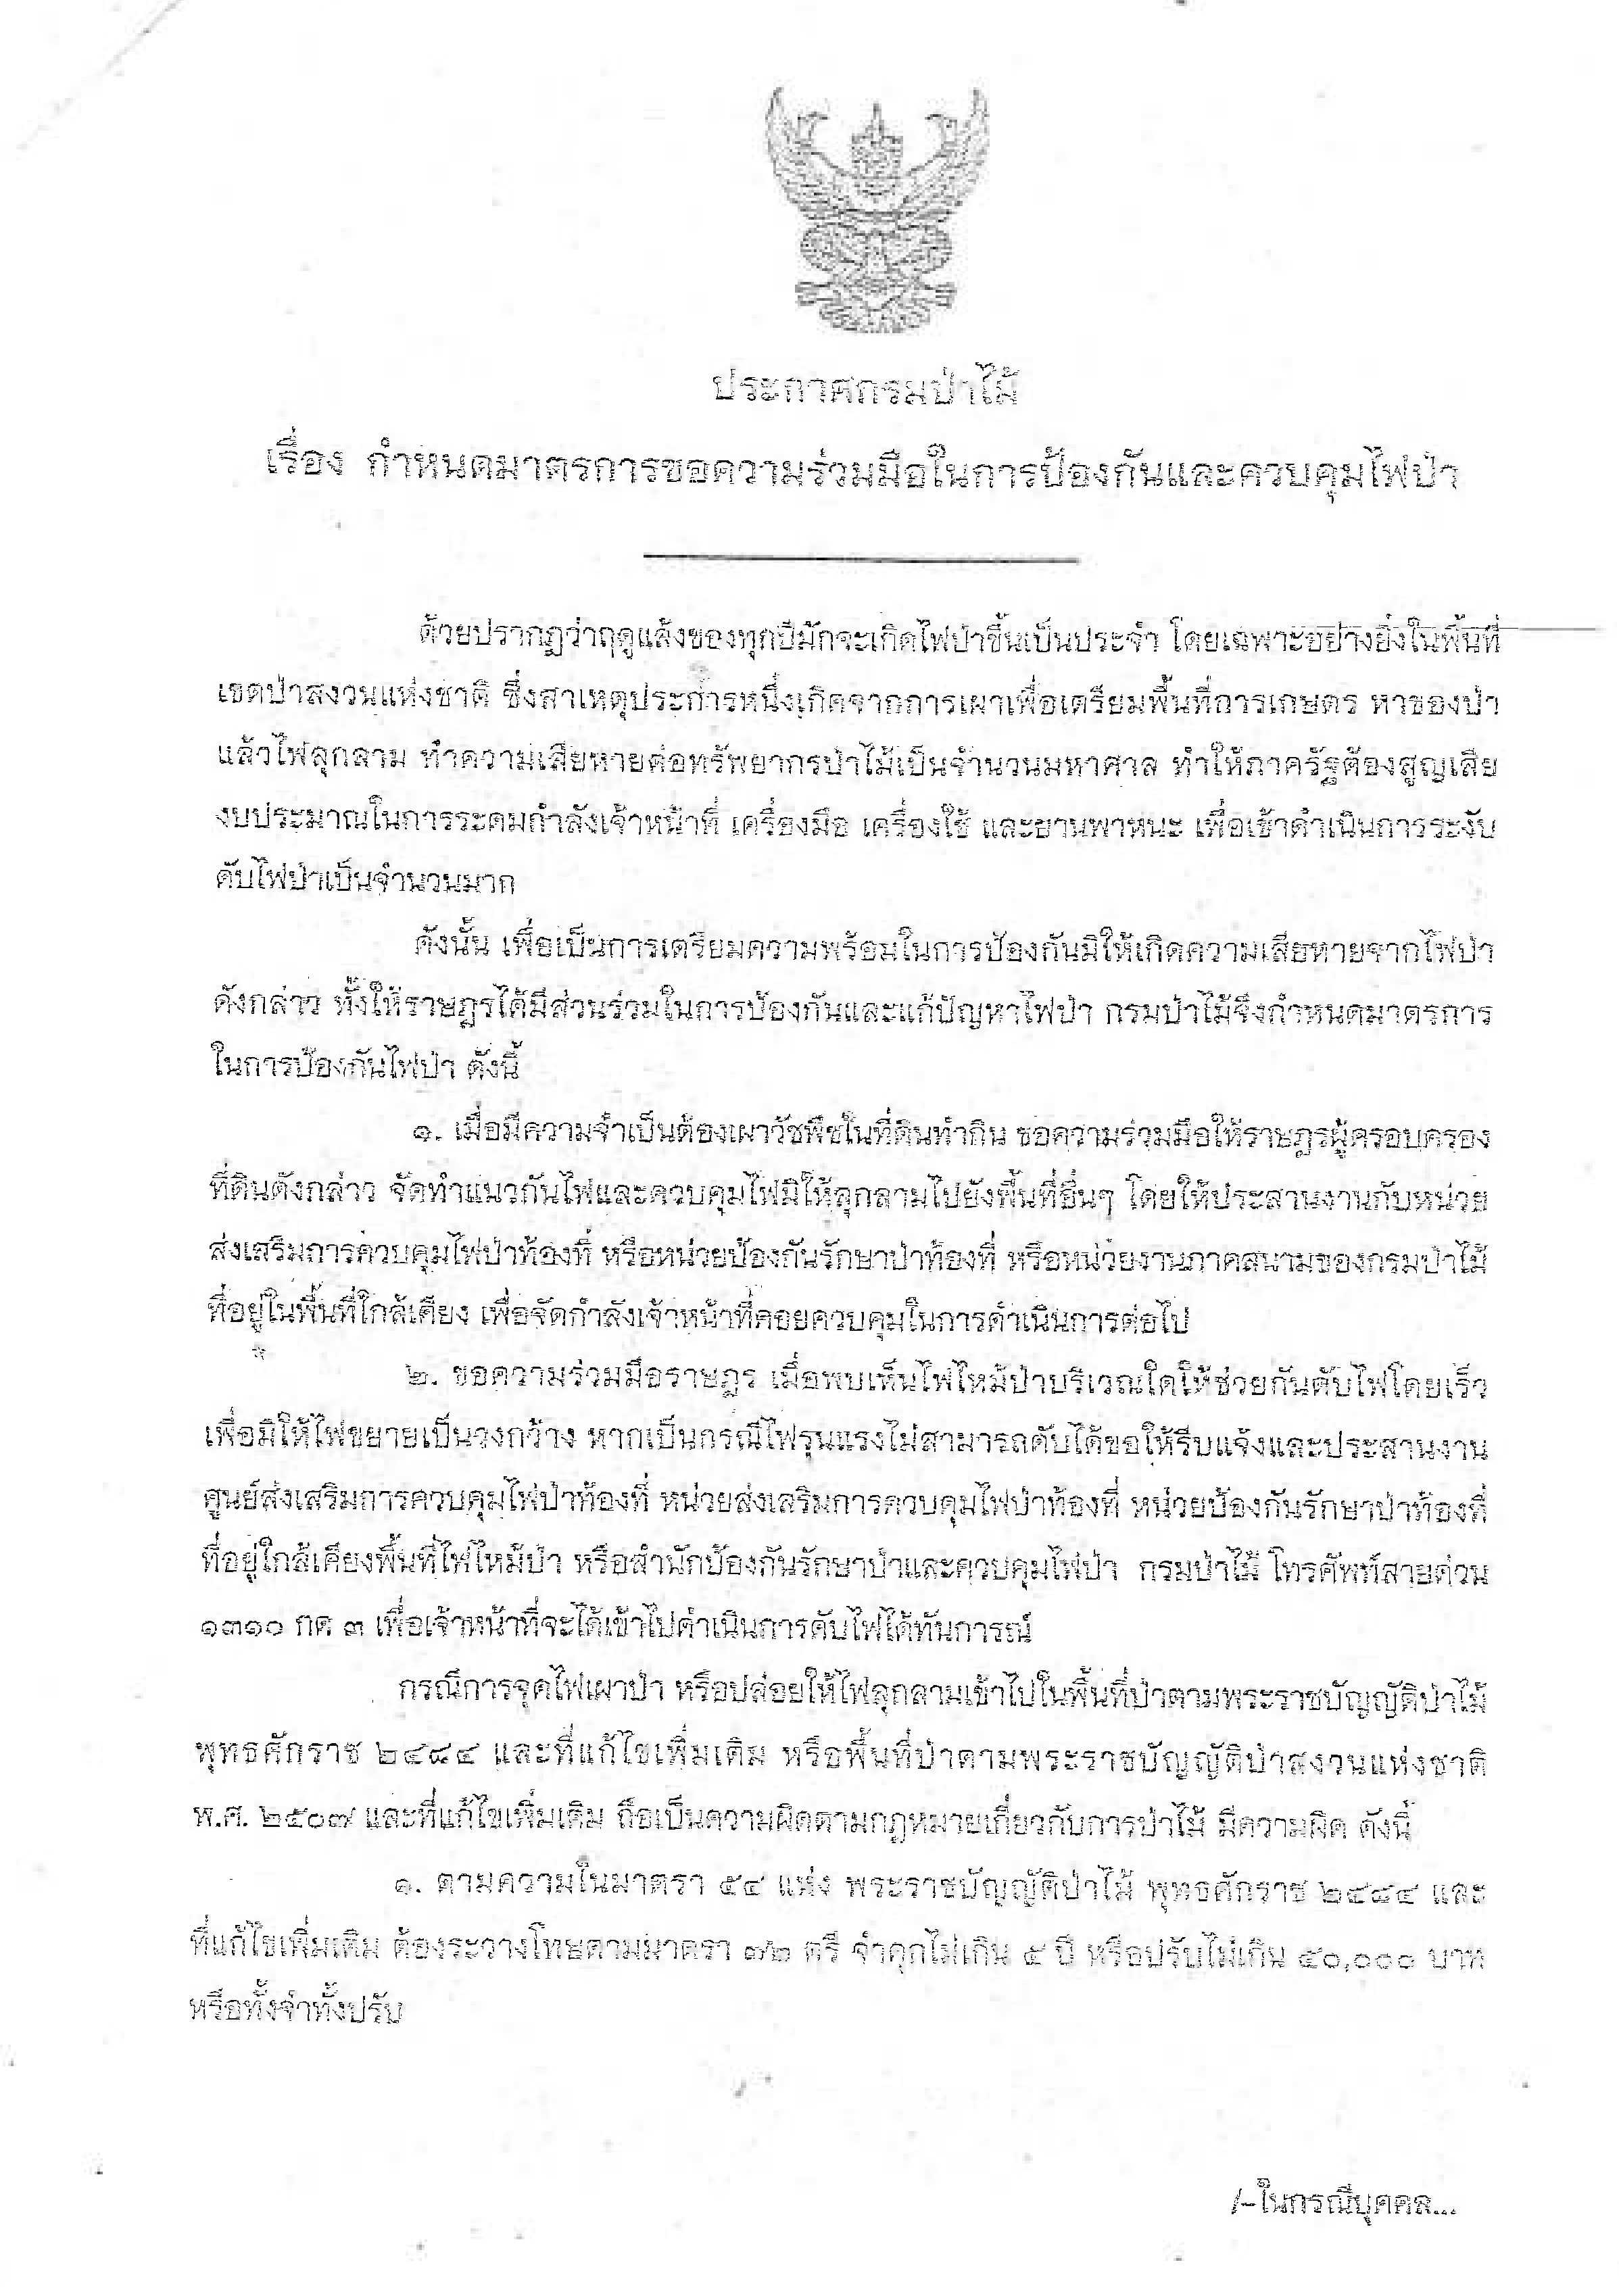 ประกาศกรมป่าไม้
เรื่อง กำหนดมาตรการขอความร่วมมือในการป้องกันและควบคุมไฟป่า
ด้วยปรากฏว่าฤดูแล้งของทุกปีมักจะเกิดไฟป่าขึ้นเป็นประจำ โดยเฉพาะอย่างยิ่งในพื้นที่
เขตป่าสงวนแห่งชาติ ซึ่งสาเหตุประการหนึ่งเกิดจากการเผาเพื่อเตรียมพื้นที่การเกษตร หาของป่า
แล้วไฟลุกลาม ทำความเสียหายต่อทรัพยากรป่าไม้เป็นจำนวนมหาศาล ทำให้ภาครัฐต้องสูญเสีย
งบประมาณในการระดมกำลังเจ้าหน้าที่ เครื่องมือ เครื่องใช้ และยานพาหนะ เพื่อเข้าดำเนินการระงับ
ดับไฟป่าเป็นจำนวนมาก
ดังนั้น เพื่อเป็นการเตรียมความพร้อมในการป้องกันมิให้เกิดความเสียหายจากไฟป่า
ดังกล่าว ทั้งให้ราษฎรได้มีส่วนร่วมในการป้องกันและแก้ปัญหาไฟป่า กรมป่าไม้จึงกำหนดมาตรการ
ในการป้องกันไฟป่า ดังนี้
๑. เมื่อมีความจำเป็นต้องเผาวัชพืชในที่ดินทำกิน ขอความร่วมมือให้ราษฎรผู้ครอบครอง
ที่ดินดังกล่าว จัดทำแนวกันไฟและควบคุมไฟมิให้ลุกลามไปยังพื้นที่อื่นๆ โดยให้ประสานงานกับหน่วย
ส่งเสริมการควบคุมไฟป่าท้องที่ หรือหน่วยป้องกันรักษาป่าท้องที่ หรือหน่วยงานภาคสนามของกรมป่าไม้
ที่อยู่ในพื้นที่ใกล้เคียง เพื่อจัดกำลังเจ้าหน้าที่คอยควบคุมในการดำเนินการต่อไป
๒. ขอความร่วมมือราษฎร เมื่อพบเห็นไฟไหม้ป่าบริเวณใดให้ช่วยกันดับไฟโดยเร็ว
เพื่อมิให้ไฟขยายเป็นวงกว้าง หากเป็นกรณีไฟรุนแรงไม่สามารถดับได้ขอให้รีบแจ้งและประสานงาน
ศูนย์ส่งเสริมการควบคุมไฟป่าท้องที่ หน่วยส่งเสริมการควบคุมไฟป่าท้องที่ หน่วยป้องกันรักษาป่าท้องที่
ที่อยู่ใกล้เคียงพื้นที่ไฟไหม้ป่า หรือสำนักป้องกันรักษาป่าและควบคุมไฟป่า กรมป่าไม้ โทรศัพท์สายด่วน
๑๓๑๐ กด ๓ เพื่อเจ้าหน้าที่จะได้เข้าไปดำเนินการดับไฟได้ทันการณ์
กรณีการจุดไฟเผาป่า หรือปล่อยให้ไฟลุกลามเข้าไปในพื้นที่ป่าตามพระราชบัญญัติป่าไม้
พุทธศักราช ๒๔๘๔ และที่แก้ไขเพิ่มเติม หรือพื้นที่ป่าตามพระราชบัญญัติป่าสงวนแห่งชาติ
พ.ศ. ๒๕๐๗ และที่แก้ไขเพิ่มเติม ถือเป็นความผิดตามกฎหมายเกี่ยวกับการป่าไม้ มีความผิด ดังนี้
๑. ตามความในมาตรา ๕๔ แห่ง พระราชบัญญัติป่าไม้ พุทธศักราช ๒๔๘๔ และ
ที่แก้ไขเพิ่มเติม ต้องระวางโทษตามมาตรา ๗๒ ตรี จำคุกไม่เกิน ๕ ปี หรือปรับไม่เกิน ๕๐,๐๐๐ บาท
หรือทั้งจำทั้งปรับ
/-ในกรณีบุคคล...